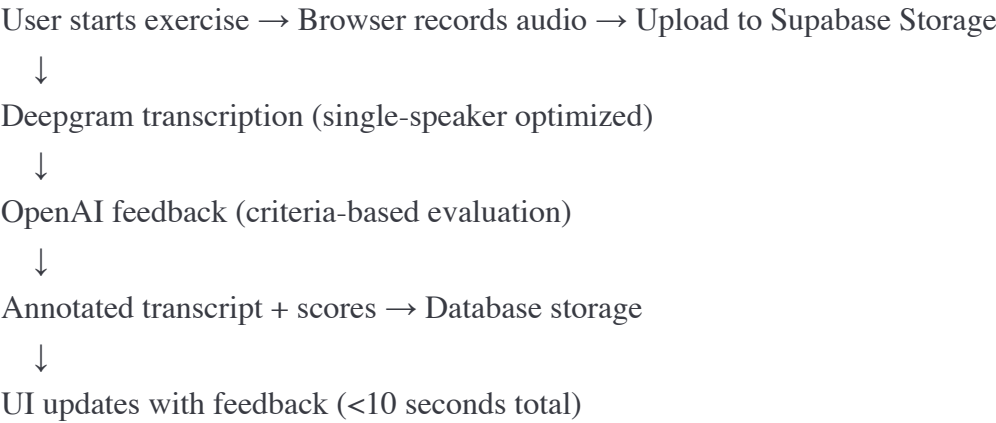 User starts exercise → Browser records audio → Upload to Supabase Storage
↓
Deepgram transcription (single-speaker optimized)
↓
OpenAI feedback (criteria-based evaluation)
↓
Annotated transcript + scores → Database storage
↓
UI updates with feedback (<10 seconds total)